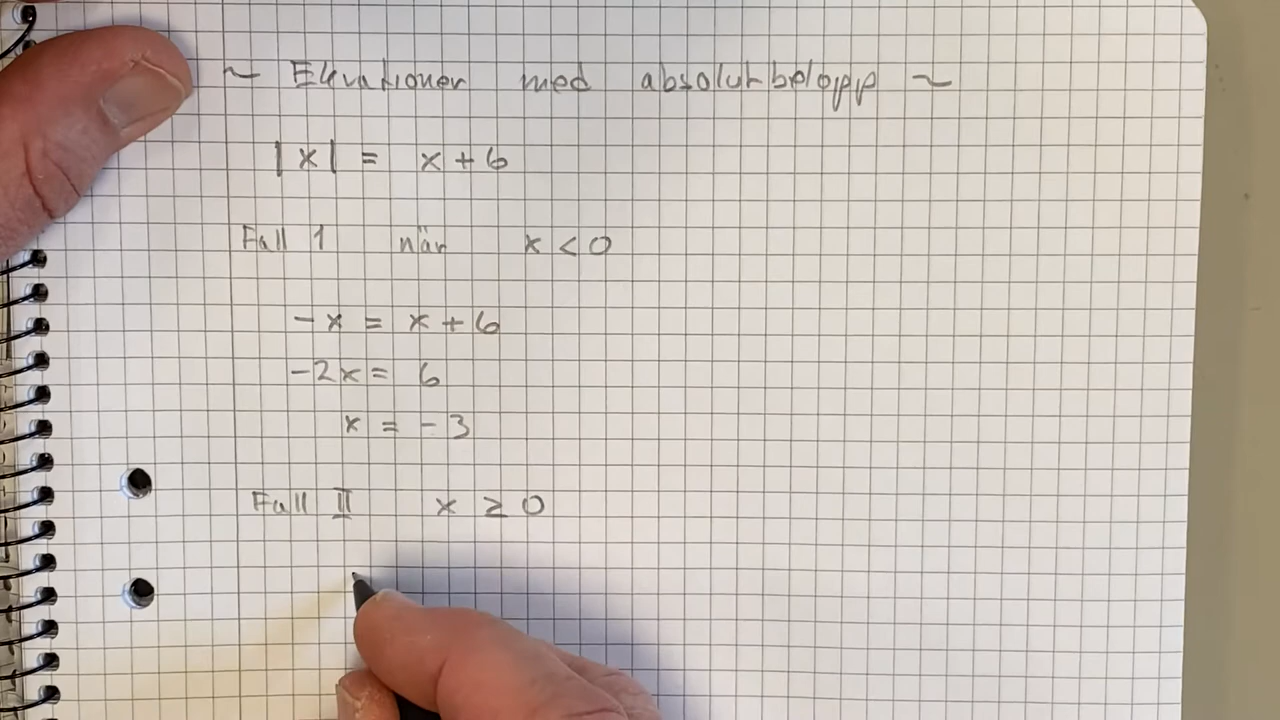 ~ Ekvationer med absolutbelopp ~
|x| = x + 6
Fall 1 när x < 0
-x = x + 6
-2x = 6
x = -3
Fall II x ≥ 0